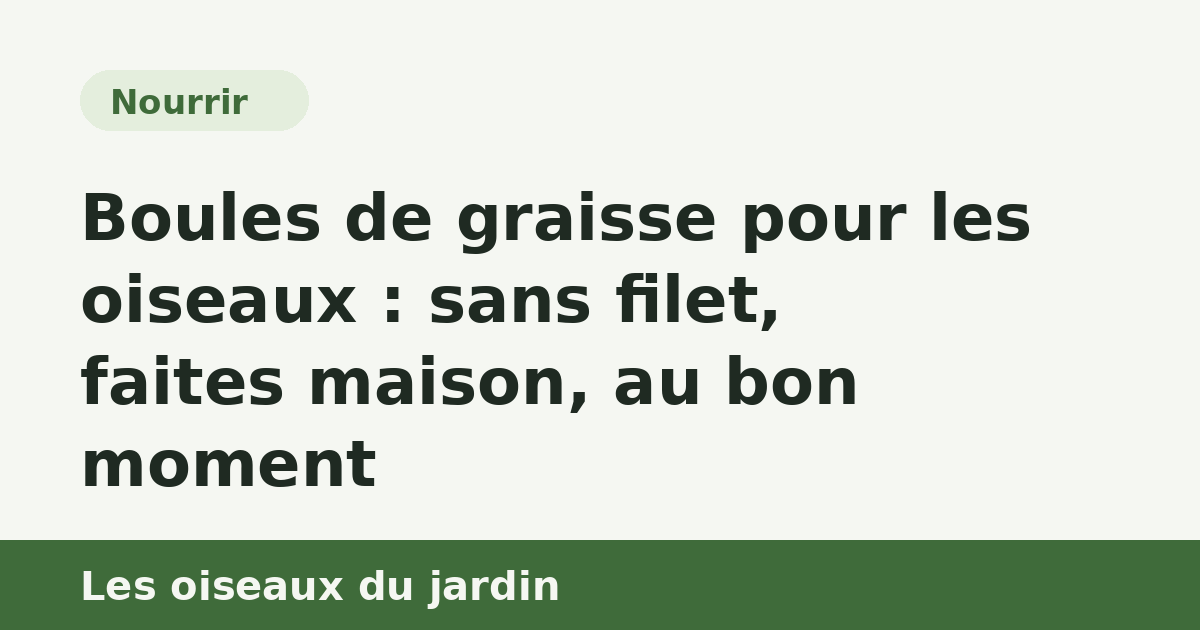 Nourrir
Boules de graisse pour les
oiseaux : sans filet,
faites maison, au bon
moment
Les oiseaux du jardin